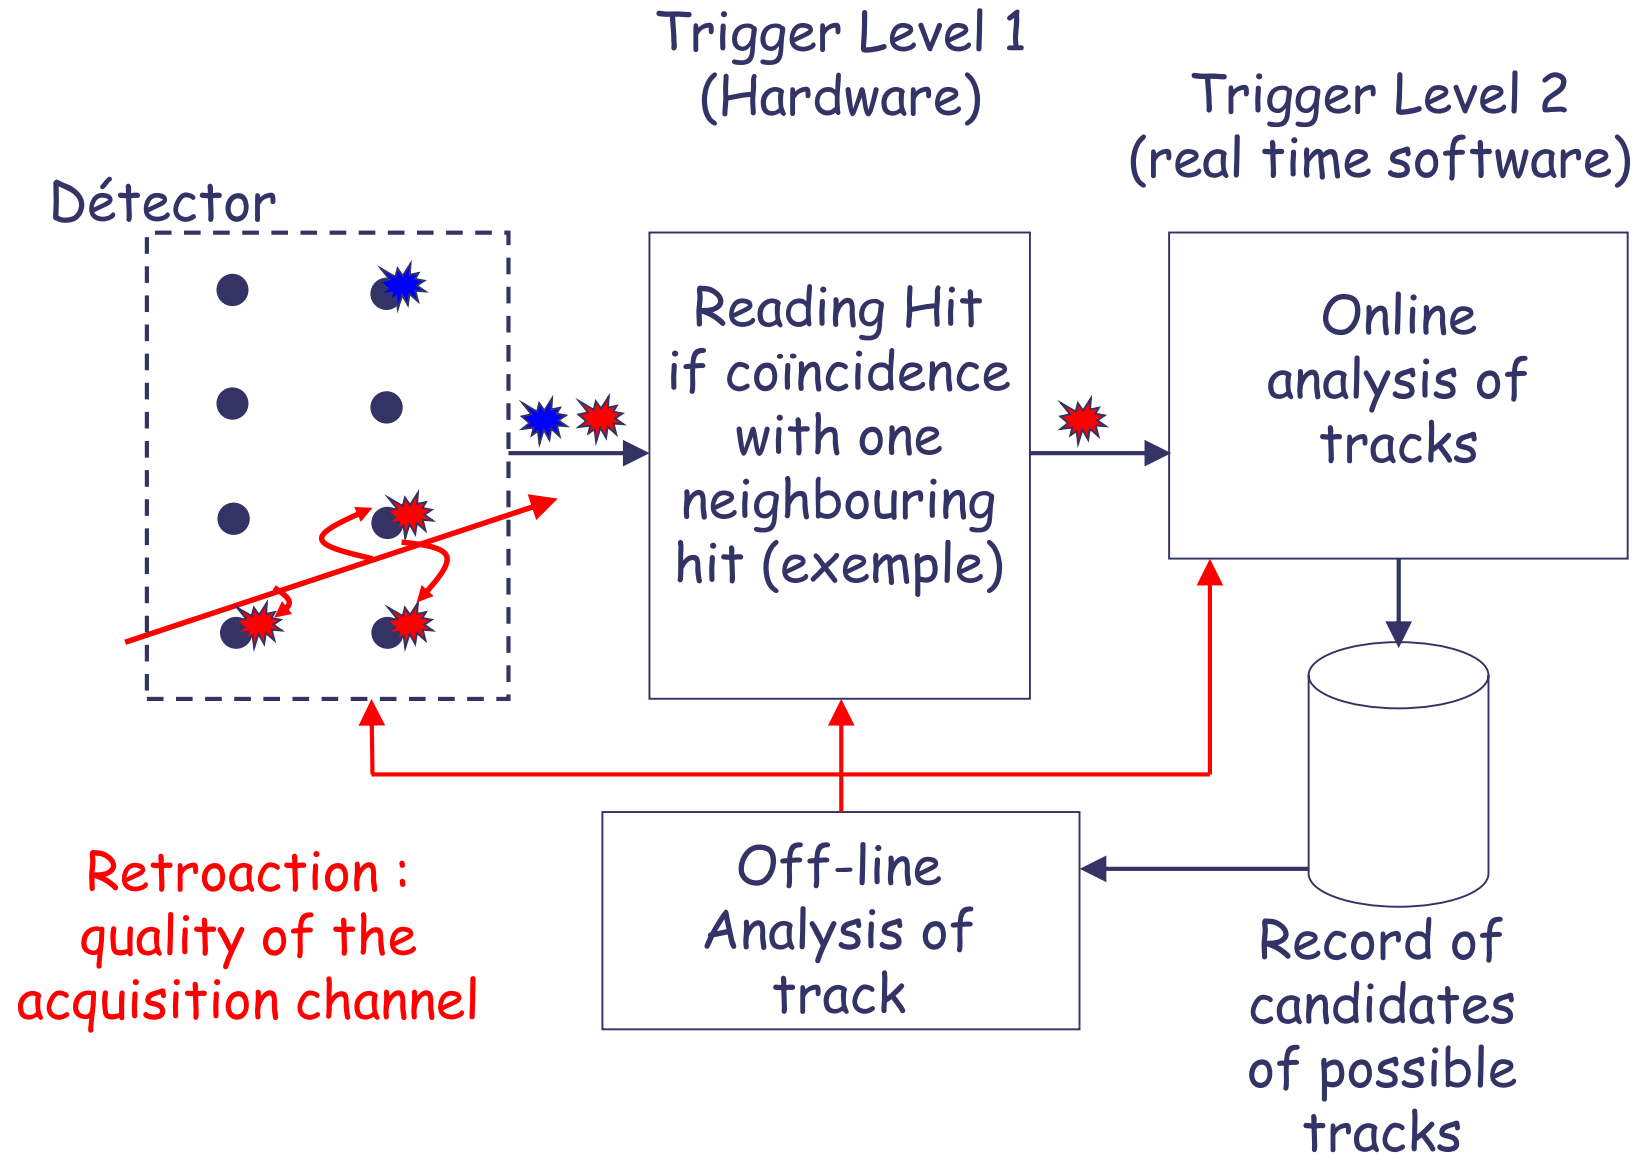 Trigger Level 1
(Hardware)
Trigger Level 2
(real time software)
Détector
Reading Hit
if coïncidence
with one
neighbouring
hit (exemple)
Online
analysis of
tracks
Retroaction :
quality of the
acquisition channel
Off-line
Analysis of
track
Record of
candidates
of possible
tracks